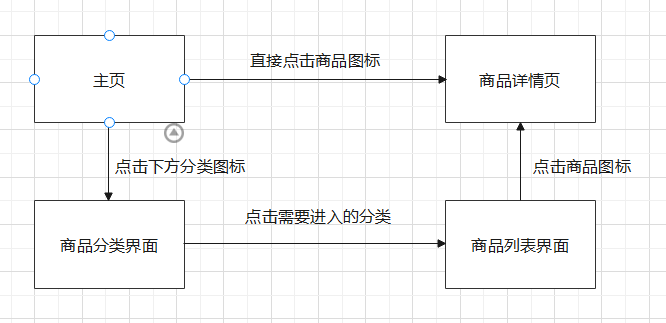 直接点击商品图标
主页
商品详情页
点击下方分类图标
点击商品图标
点击需要进入的分类
商品分类界面
商品列表界面